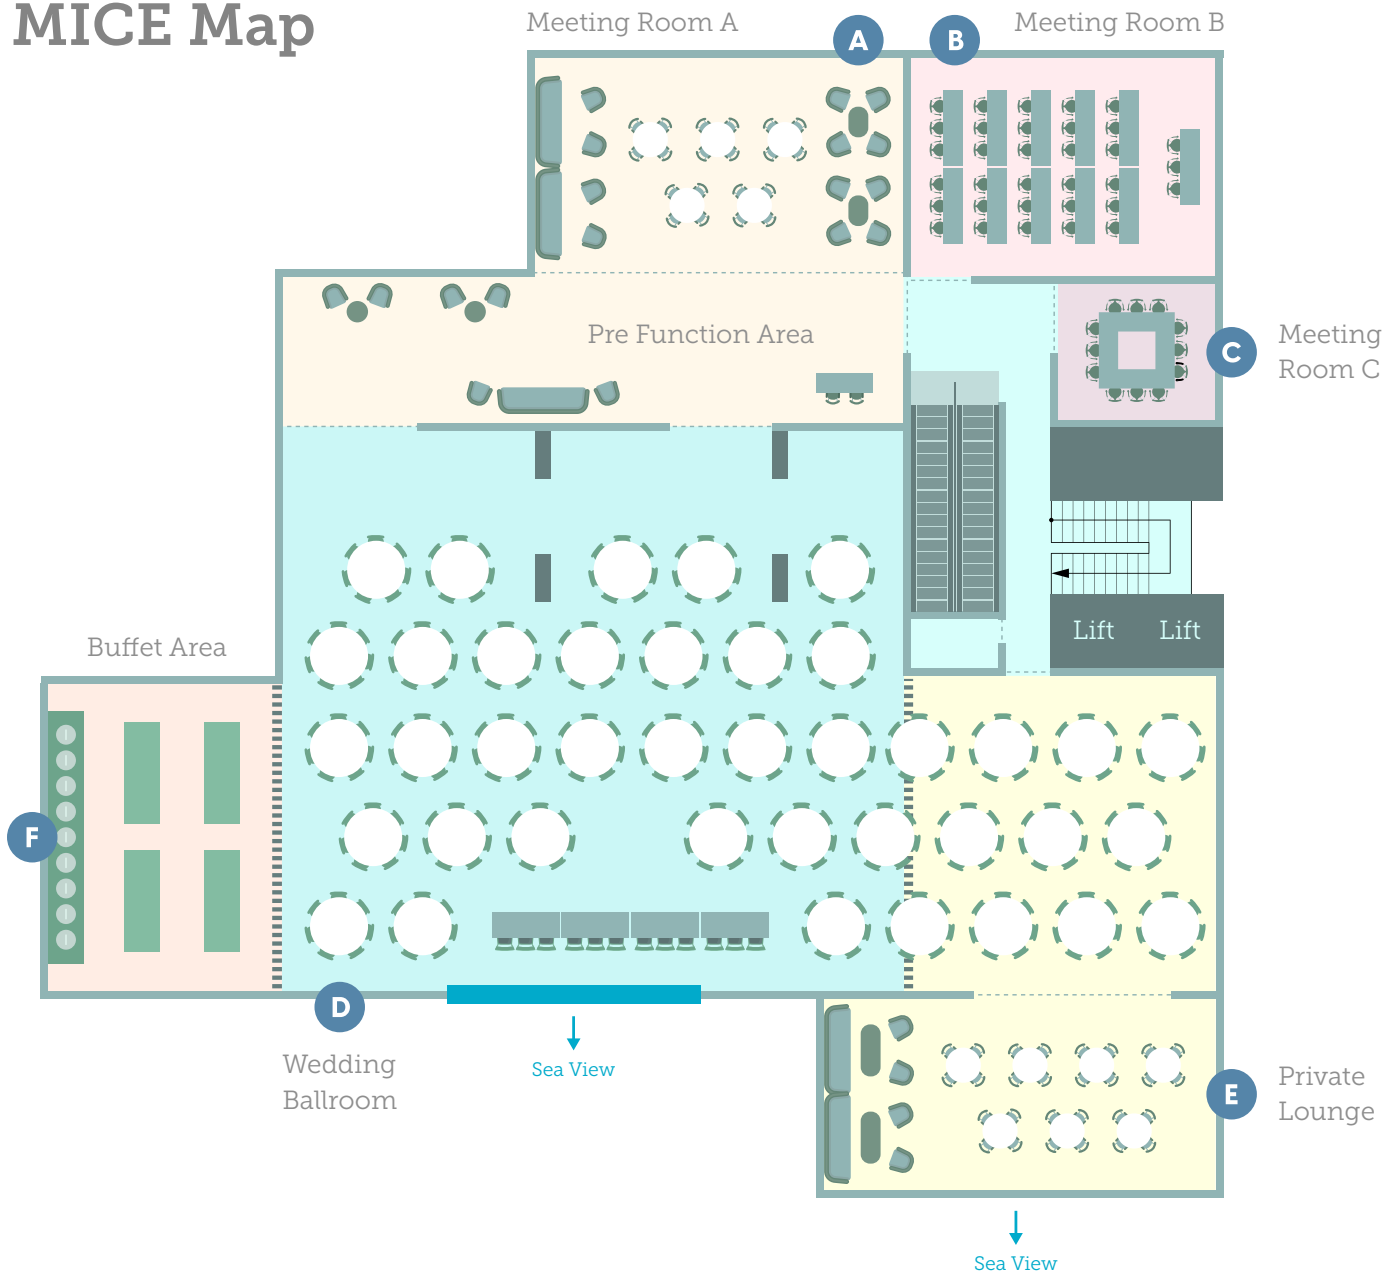 MICE Map
Meeting Room A
A
B
Meeting Room B
Pre Function Area
C
Meeting
Room C
Lift
Lift
Buffet Area
F
D
Wedding
Ballroom
Sea View
E
Private
Lounge
Sea View